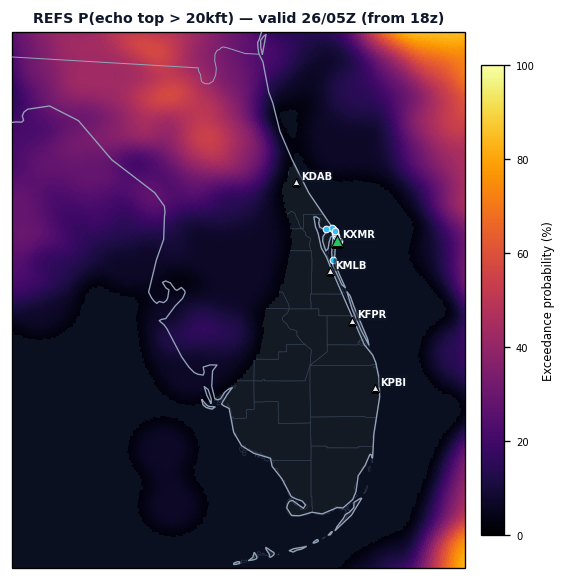 REFS P(echo top > 20kft) — valid 26/05Z (from 18z)
KDAB
KXMR
KMLB
KFPR
KPBI
100
80
60
40
20
0
Exceedance probability (%)